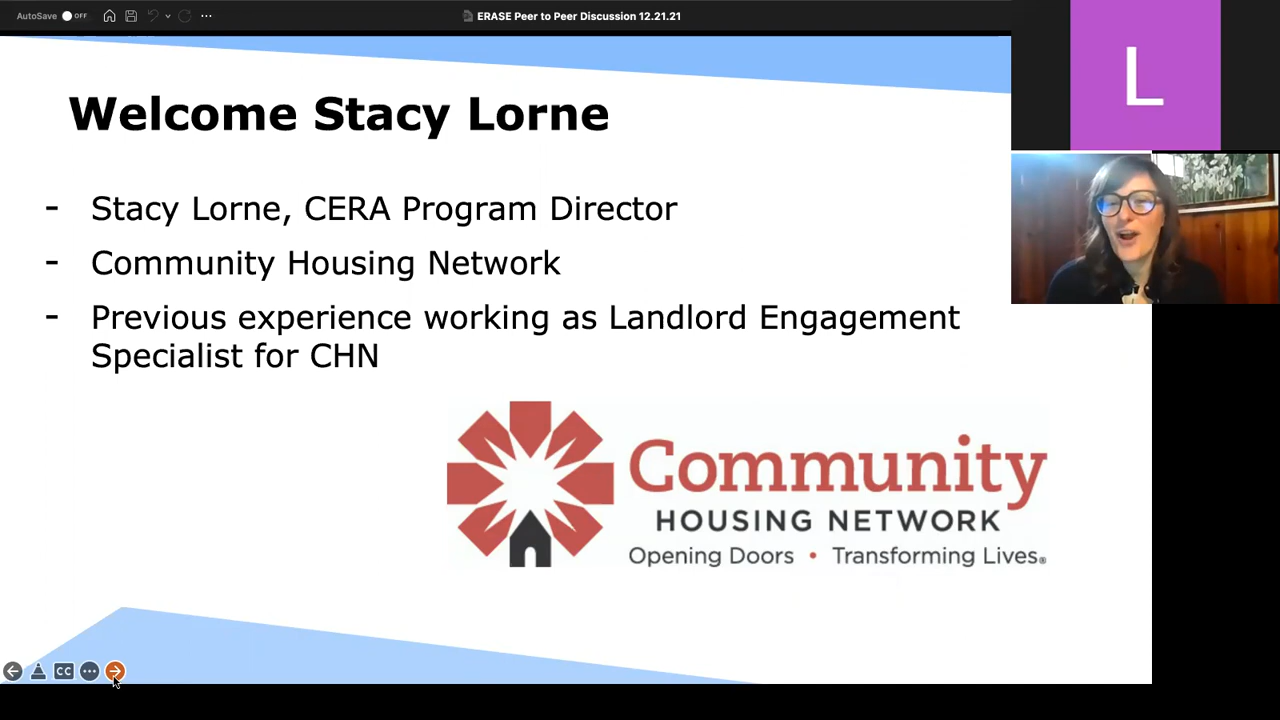 AutoSave OFF
ERASE Peer to Peer Discussion 12.21.21
L
Welcome Stacy Lorne
- Stacy Lorne, CERA Program Director
- Community Housing Network
- Previous experience working as Landlord Engagement
Specialist for CHN
Community
HOUSING NETWORK
Opening Doors • Transforming Lives®
CC